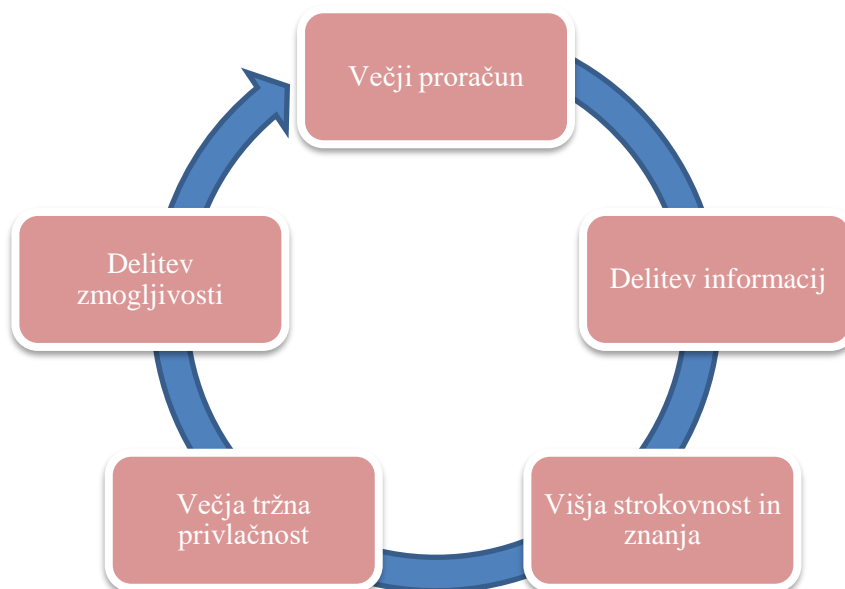 Večji proračun
Delitev informacij
Višja strokovnost in
znanja
Večja tržna
privlačnost
Delitev
zmogljivosti